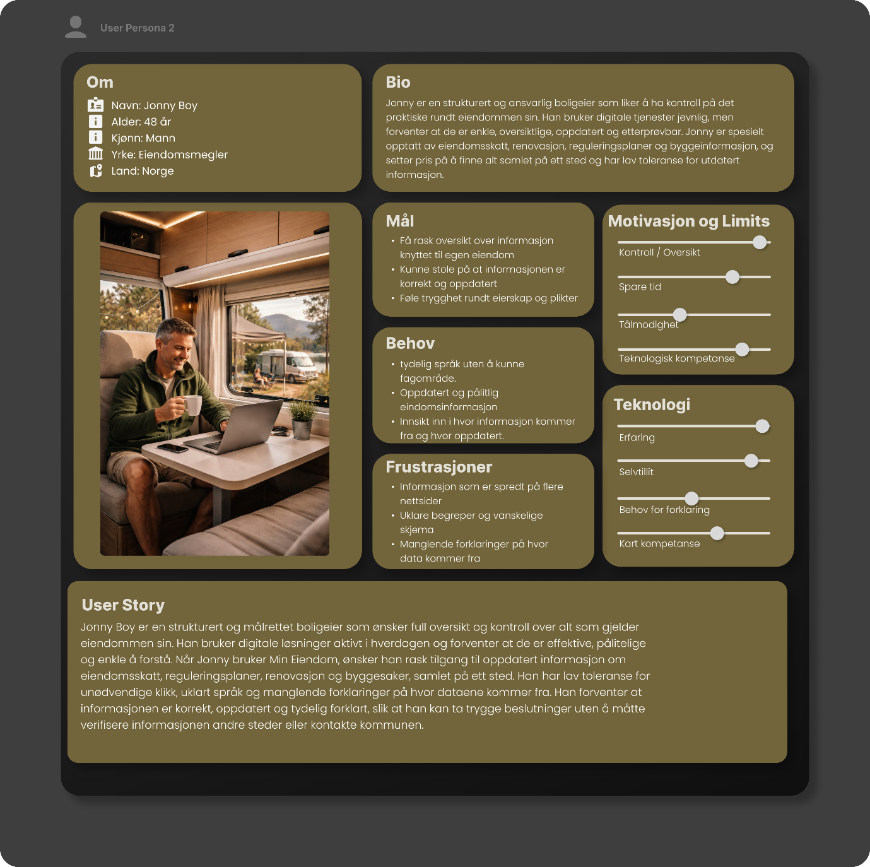 User Persona 2
Om
Navn: Jonny Boy
Alder: 48 år
Kjønn: Mann
Yrke: Eiendomsmegler
Land: Norge
Bio
Jonny er en strukturert og ansvarlig boligeier som liker å ha kontroll på det
praktiske rundt eiendommen sin. Han bruker digitale tjenester jevnlig, men
forventer at de er enkle, oversiktlige, oppdatert og etterprøvbar. Jonny er spesielt
opptatt av eiendomsskatt, renovasjon, reguleringsplaner og byggeinformasjon, og
setter pris på å finne alt samlet på ett sted og har lav toleranse for utdatert
informasjon.
Mål
• Få rask oversikt over informasjon
knyttet til egen eiendom
• Kunne stole på at informasjonen er
korrekt og oppdatert
• Føle trygghet rundt eierskap og plikter
Behov
• tydelig språk uten å kunne
fagområde.
• Oppdatert og pålitlig
eindomsinformasjon
• Innsikt inn i hvor informasjon kommer
fra og hvor oppdatert.
Frustrasjoner
• Informasjon som er spredt på flere
nettsider
• Uklare begreper og vanskelige
skjema
• Manglende forklaringer på hvor
data kommer fra
Motivasjon og Limits
Kontroll / Oversikt
Spare tid
Tålmodighet
Teknologisk kompetanse
Teknologi
Erfaring
Selvtillit
Behov for forklaring
Kart kompetanse
User Story
Jonny Boy er en strukturert og målrettet boligeier som ønsker full oversikt og kontroll over alt som gjelder
eiendommen sin. Han bruker digitale løsninger aktivt i hverdagen og forventer at de er effektive, pålitelige
og enkle å forstå. Når Jonny bruker Min Eiendom, ønsker han rask tilgang til oppdatert informasjon om
eiendomsskatt, reguleringsplaner, renovasjon og byggesaker, samlet på ett sted. Han har lav toleranse for
unødvendige klikk, uklart språk og manglende forklaringer på hvor dataene kommer fra. Han forventer at
informasjonen er korrekt, oppdatert og tydelig forklart, slik at han kan ta trygge beslutninger uten å måtte
verifisere informasjonen andre steder eller kontakte kommunen.